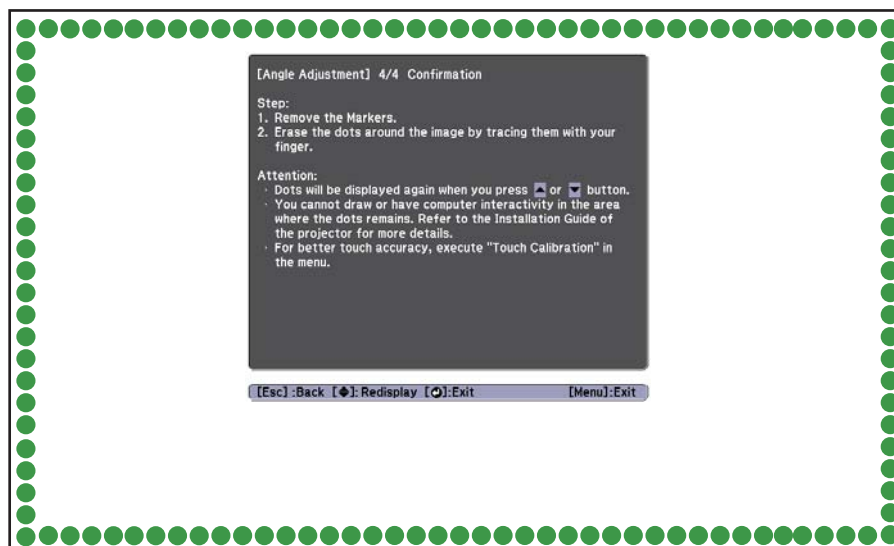 [Angle Adjustment] 4/4 Confirmation
Step:
1. Remove the Markers.
2. Erase the dots around the image by tracing them with your
finger.
Attention:
· Dots will be displayed again when you press ▲ or ▼ button.
· You cannot draw or have computer interactivity in the area
where the dots remains. Refer to the Installation Guide of
the projector for more details.
· For better touch accuracy, execute "Touch Calibration" in
the menu.
[Esc] :Back [◆]: Redisplay [⏎]:Exit [Menu]:Exit